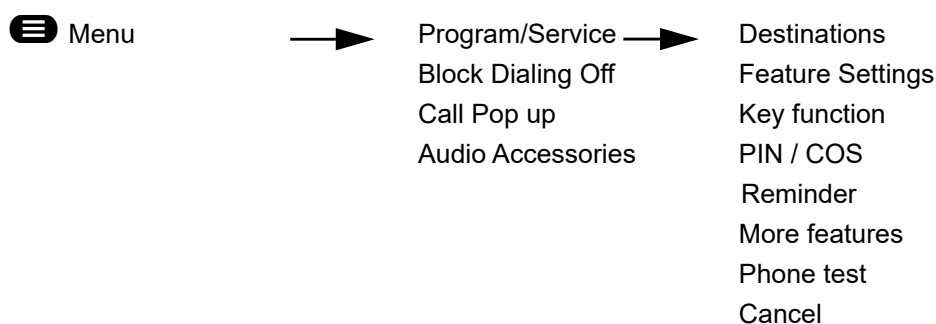 Menu
Program/Service
Block Dialing Off
Call Pop up
Audio Accessories
Destinations
Feature Settings
Key function
PIN / COS
Reminder
More features
Phone test
Cancel